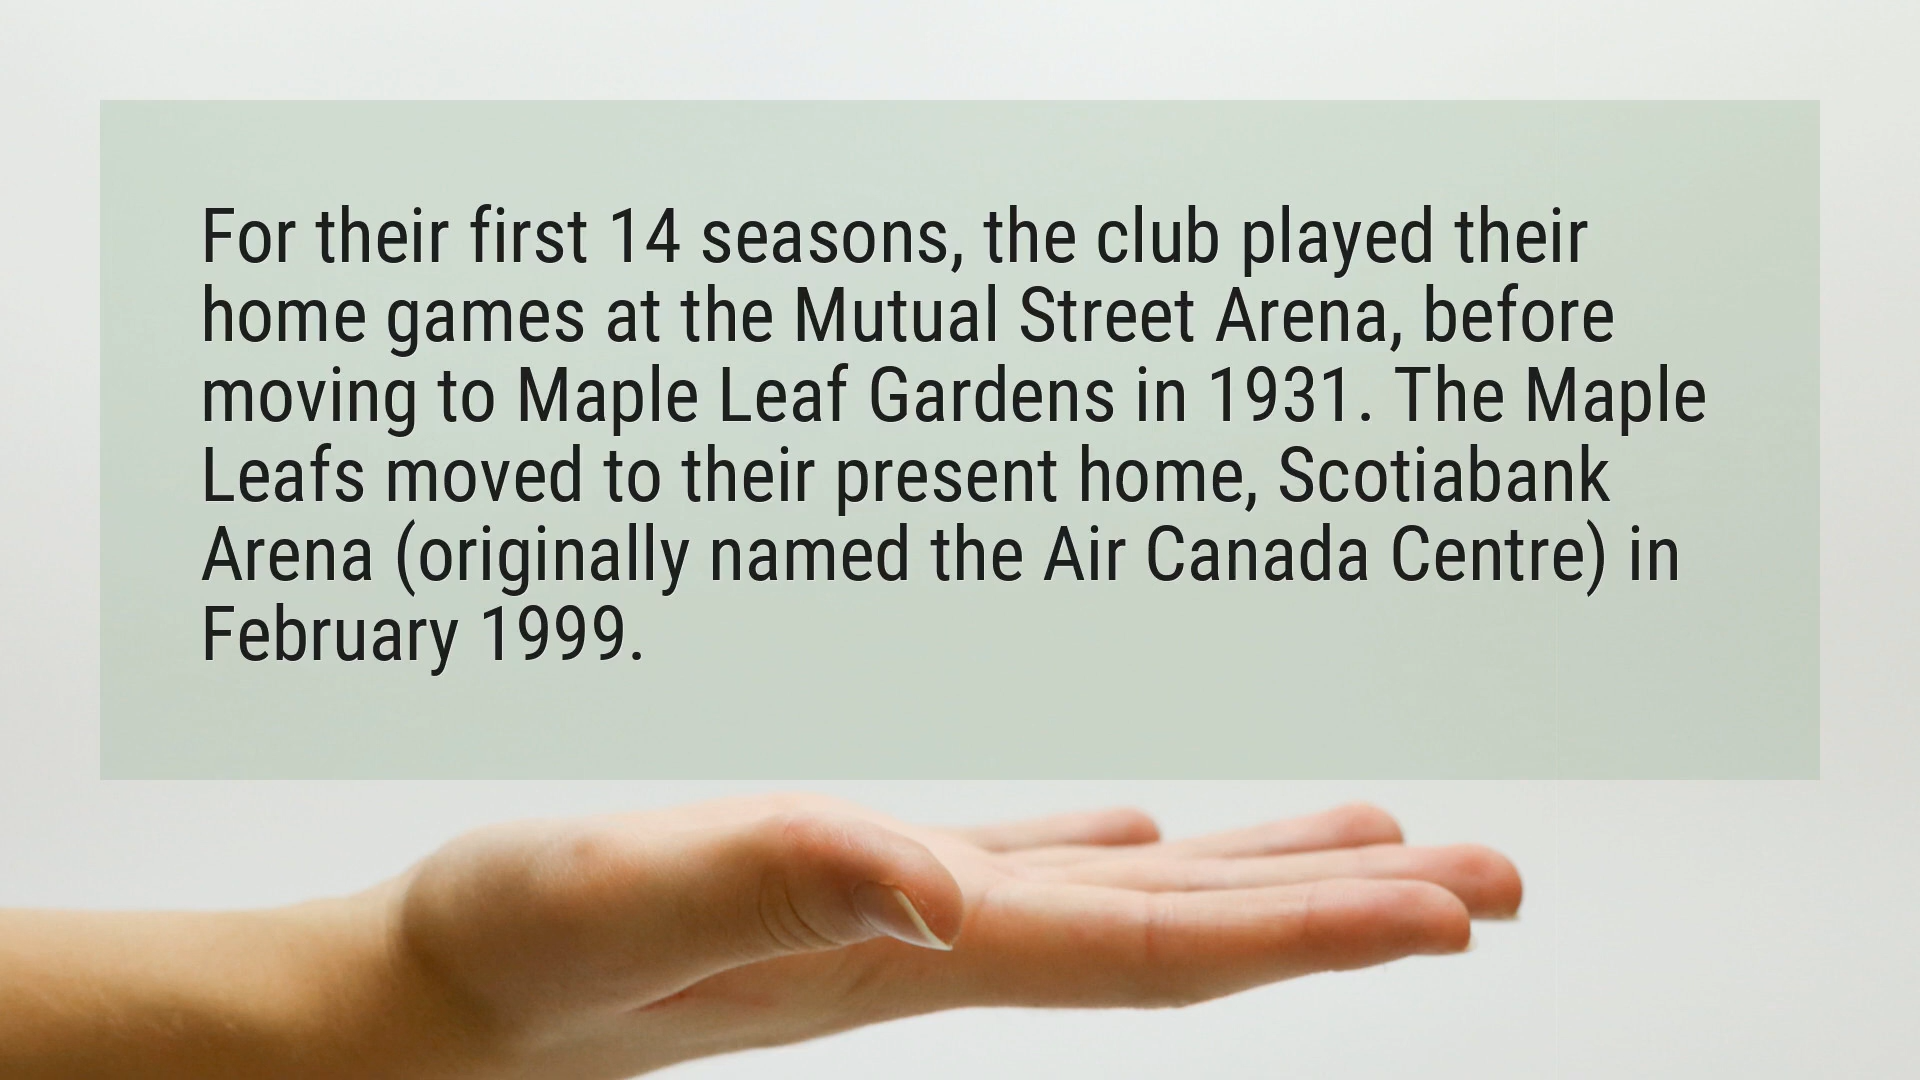 For their first 14 seasons, the club played their
home games at the Mutual Street Arena, before
moving to Maple Leaf Gardens in 1931. The Maple
Leafs moved to their present home, Scotiabank
Arena (originally named the Air Canada Centre) in
February 1999.